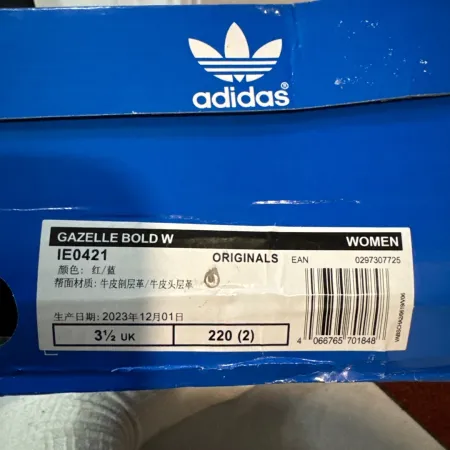 adidas®
GAZELLE BOLD W WOMEN
IE0421 ORIGINALS EAN 0297307725
颜色: 红/蓝
帮面材质: 牛皮剖层革/牛皮头层革
生产日期: 2023年12月01日
3½ UK 220 (2)
4 066765 701848